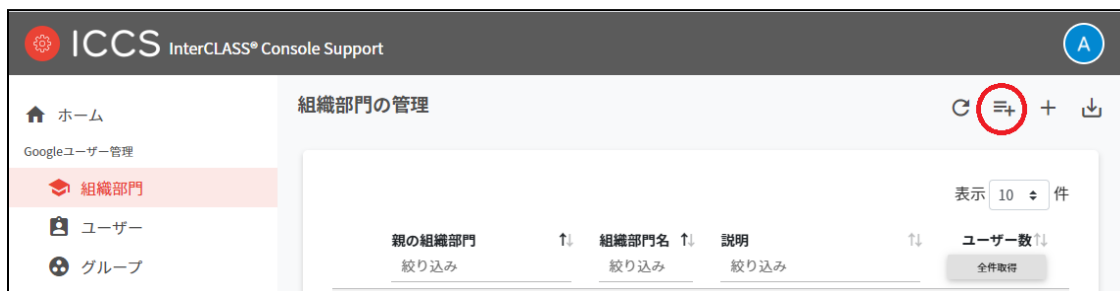 ICCS InterCLASS® Console Support
A
ホーム
組織部門の管理
Googleユーザー管理
組織部門
表示 10 件
ユーザー
親の組織部門 組織部門名 説明 ユーザー数
グループ
絞り込み 絞り込み 絞り込み 全件取得